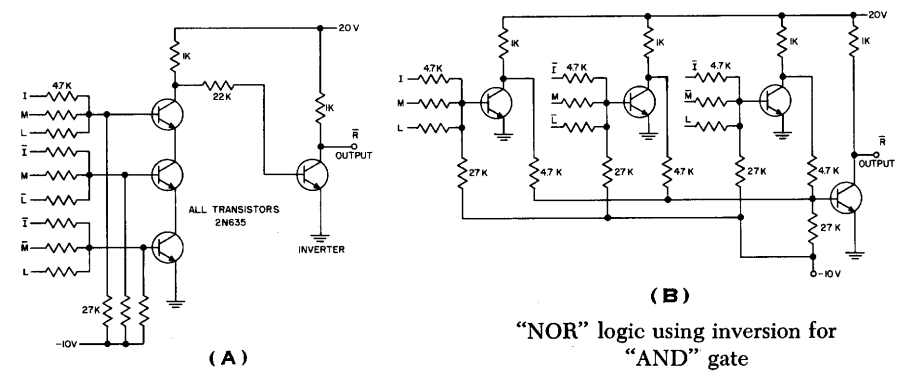 20V
1K
22K
1K
4.7K
I
M
L
I̅
M
L̅
I̅
M̅
L
R̅
OUTPUT
ALL TRANSISTORS
2N635
INVERTER
27K
-10V
(A)
20V
1K
1K
1K
1K
I
4.7K
M
L
I̅
4.7K
M̅
L̅
I̅
4.7K
M̅
L
R̅
OUTPUT
27K
4.7K
27K
4.7K
27K
4.7K
27K
-10V
(B)
"NOR" logic using inversion for
"AND" gate